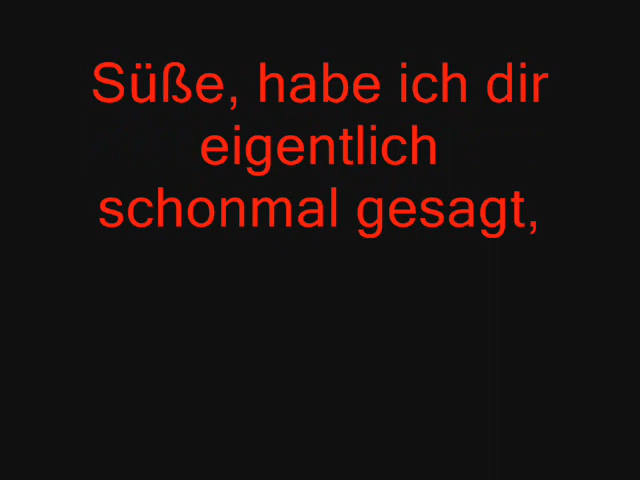 Süße, habe ich dir
eigentlich
schonmal gesagt,